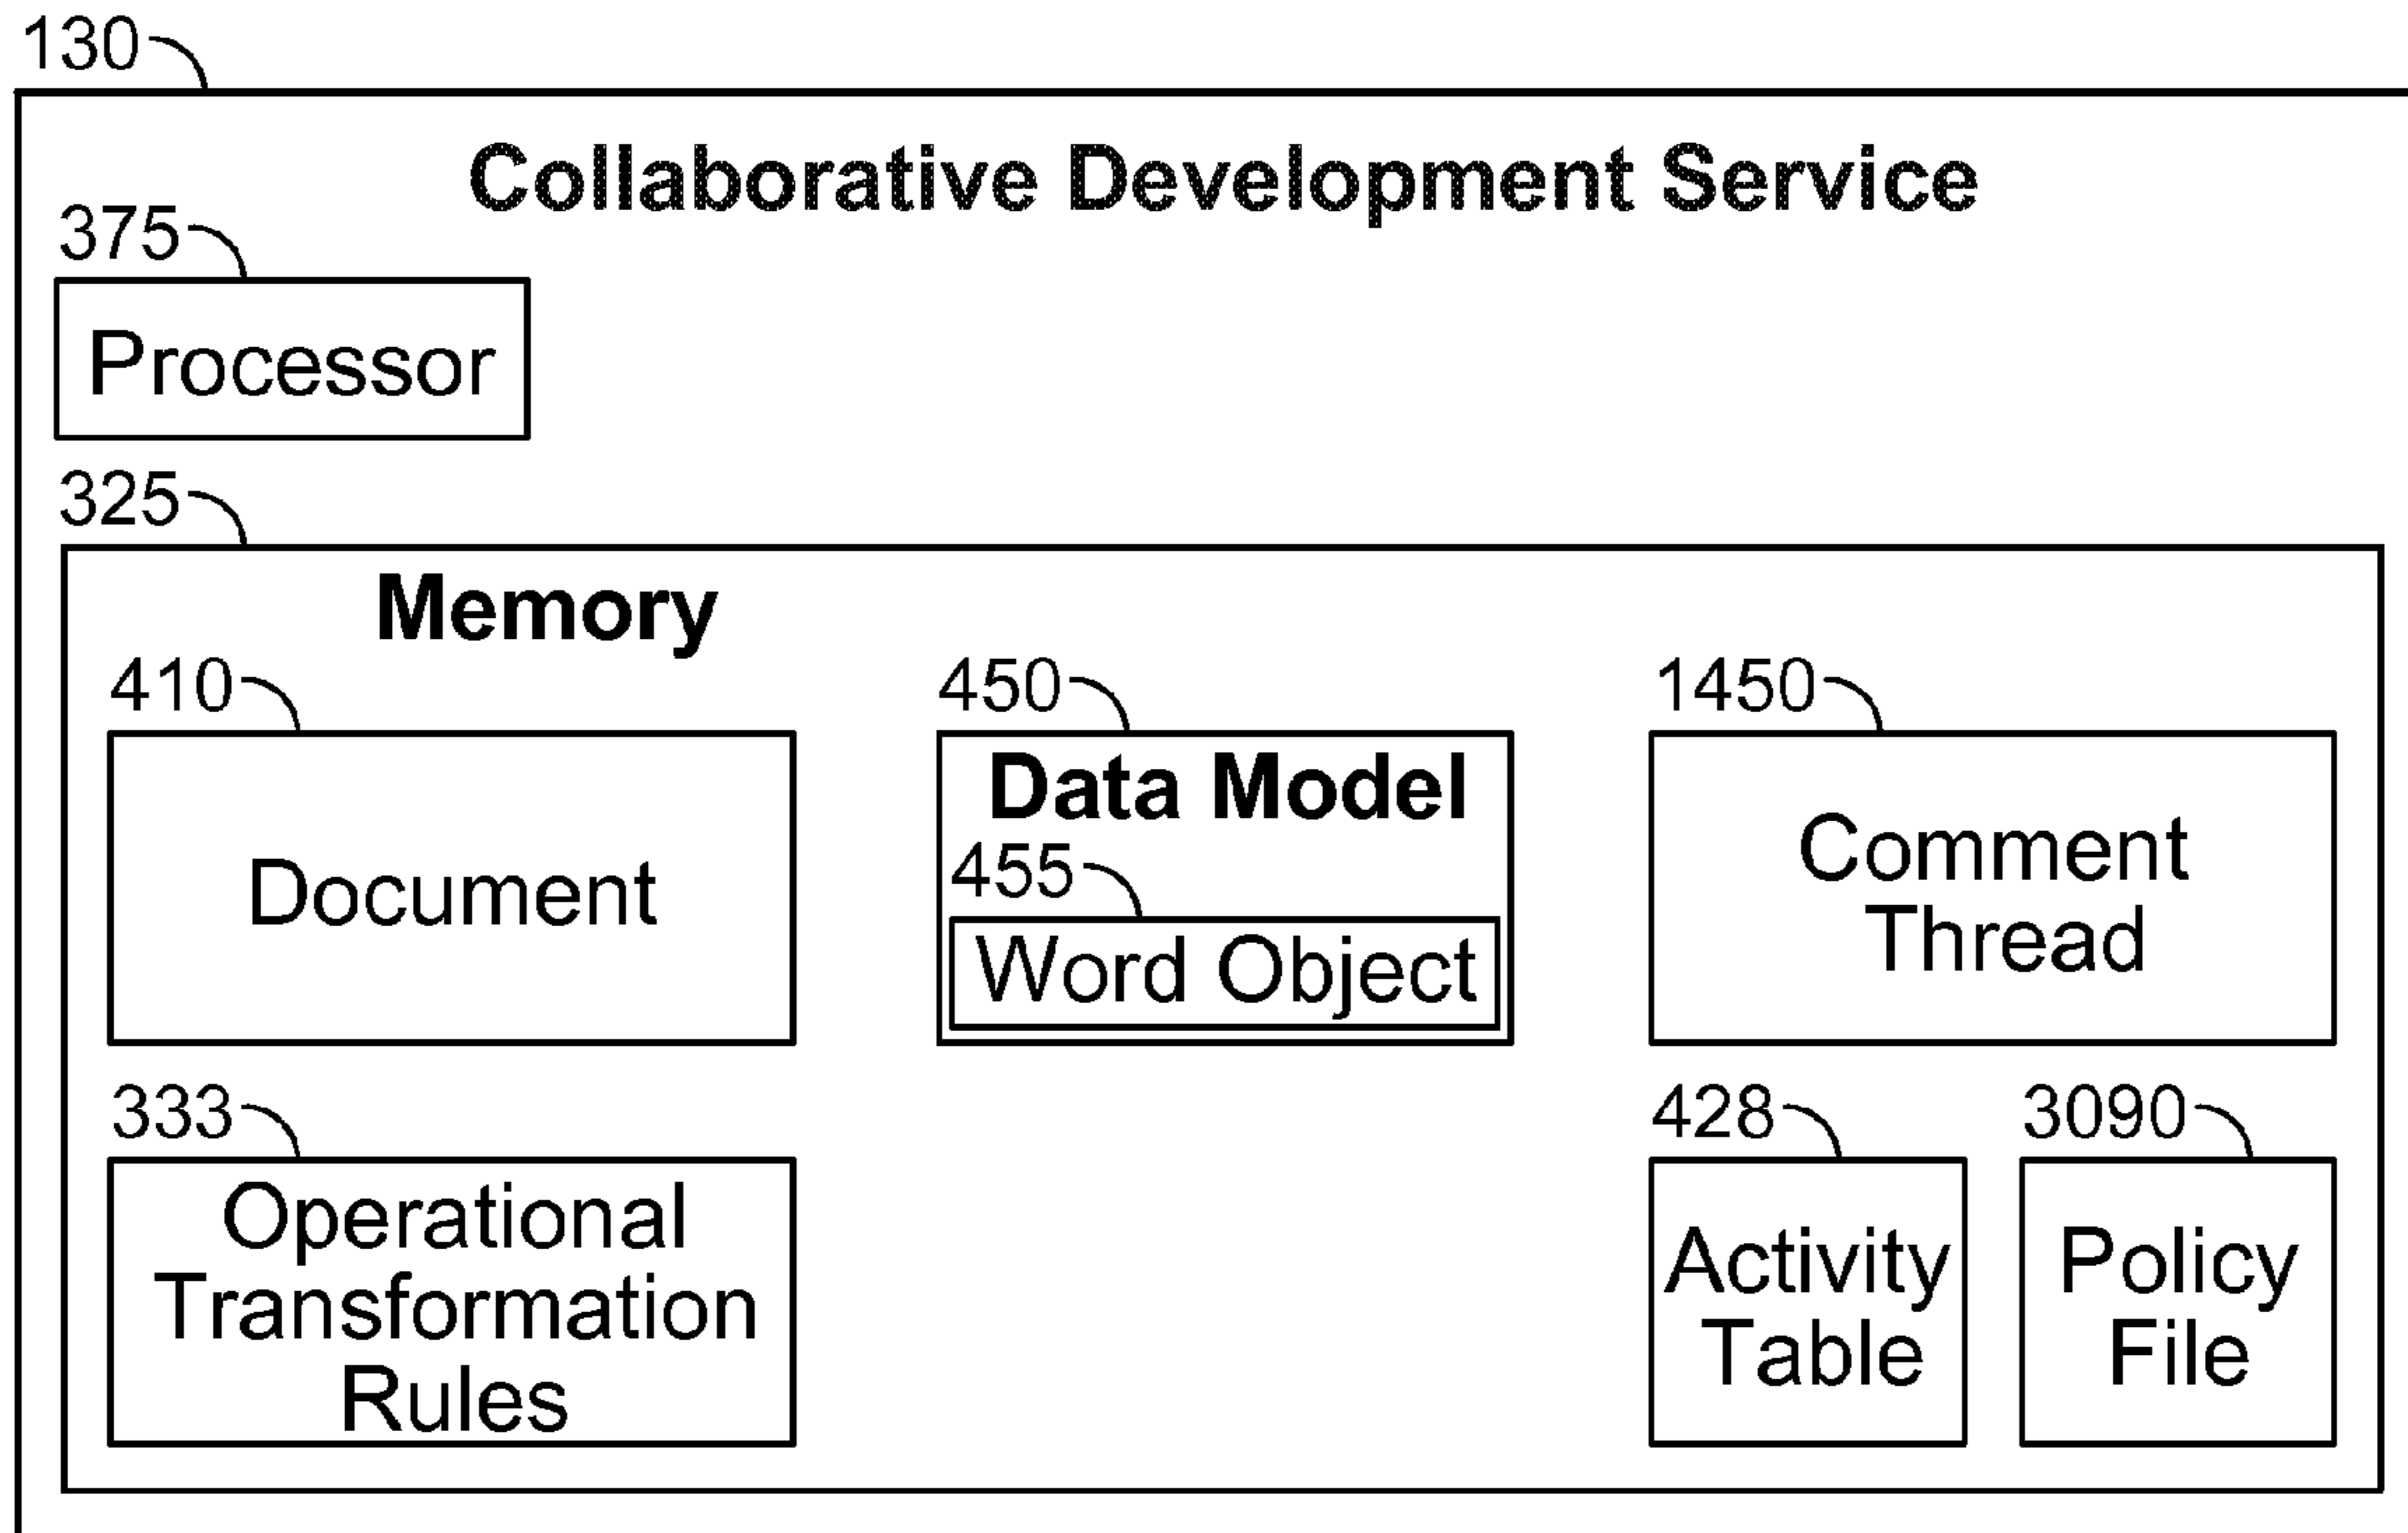 130
Collaborative Development Service
375
Processor
325
Memory
410
Document
450
Data Model
455
Word Object
1450
Comment
Thread
333
Operational
Transformation
Rules
428
Activity
Table
3090
Policy
File